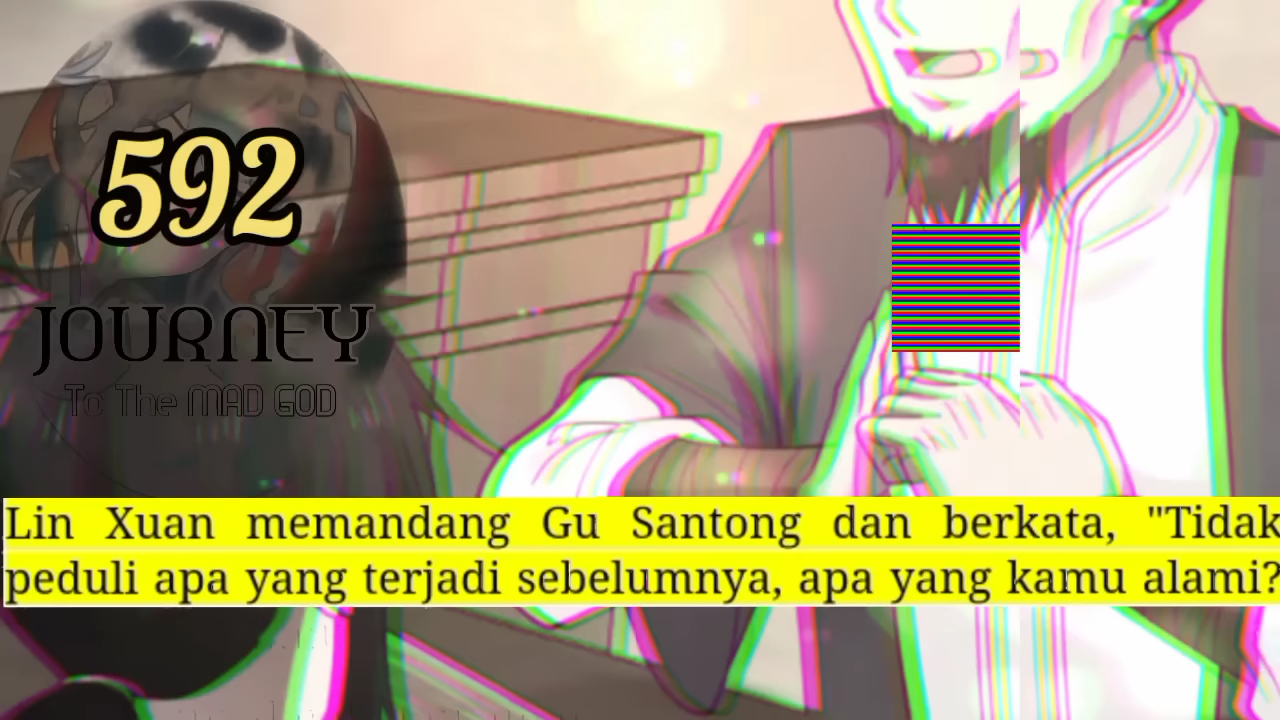 592
JOURNEY
To The MAD GOD
Lin Xuan memandang Gu Santong dan berkata, "Tidak
peduli apa yang terjadi sebelumnya, apa yang kamu alami?